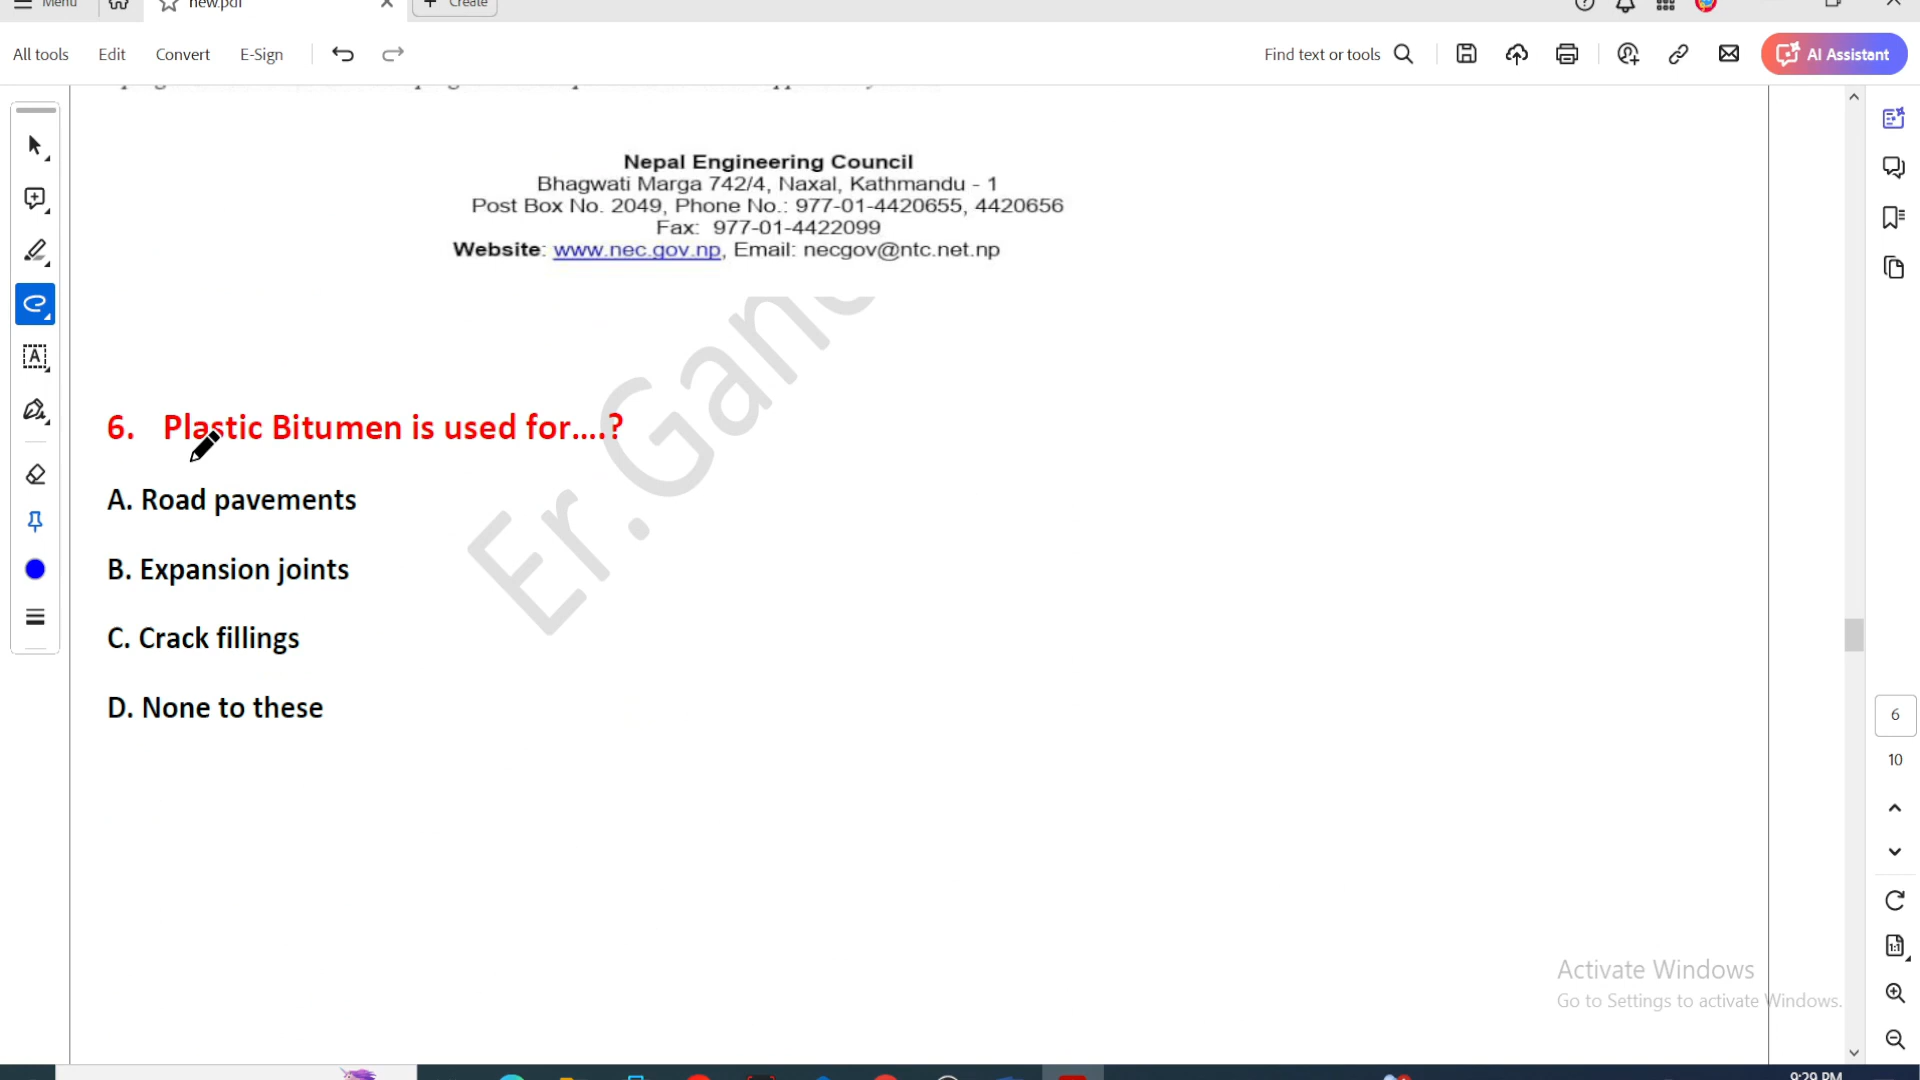 Menu
new.pdf
Create
All tools
Edit
Convert
E-Sign
Find text or tools
AI Assistant
Nepal Engineering Council
Bhagwati Marga 742/4, Naxal, Kathmandu - 1
Post Box No. 2049, Phone No.: 977-01-4420655, 4420656
Fax: 977-01-4422099
Website: www.nec.gov.np, Email: necgov@ntc.net.np
Er.Gan
6. Plastic Bitumen is used for....?
A. Road pavements
B. Expansion joints
C. Crack fillings
D. None to these
6
10
Activate Windows
Go to Settings to activate Windows.
9:29 PM